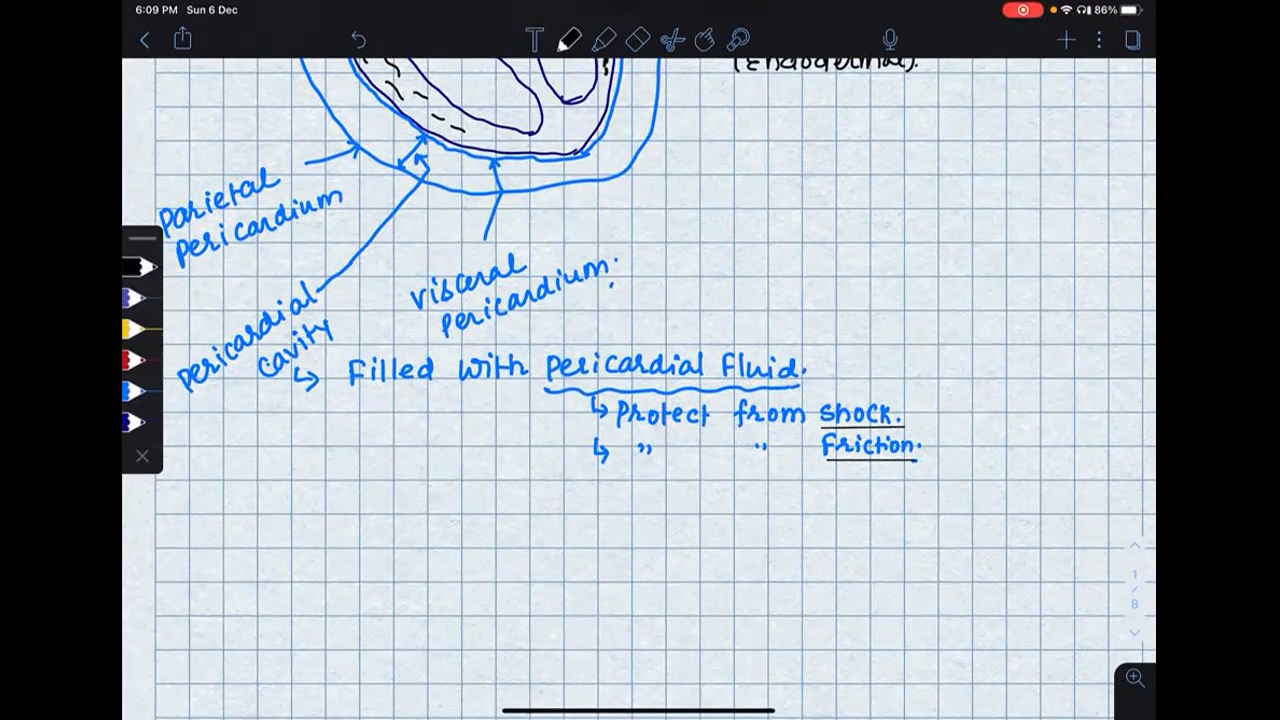 6:09 PM Sun 6 Dec
86%
(Endodermal).
Parietal
Pericardium
Pericardial
cavity
Visceral
Pericardium.
↳ Filled with Pericardial Fluid.
↳ Protect from Shock.
↳ " " Friction.
1
/
8